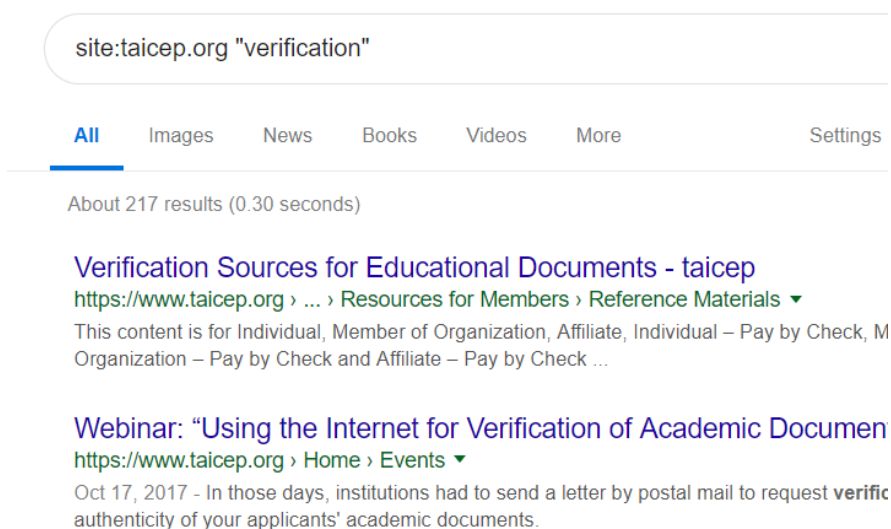 site:taicep.org "verification"
All Images News Books Videos More Settings
About 217 results (0.30 seconds)
Verification Sources for Educational Documents - taicep
https://www.taicep.org › ... › Resources for Members › Reference Materials ▼
This content is for Individual, Member of Organization, Affiliate, Individual – Pay by Check, M
Organization – Pay by Check and Affiliate – Pay by Check ...
Webinar: “Using the Internet for Verification of Academic Documen
https://www.taicep.org › Home › Events ▼
Oct 17, 2017 - In those days, institutions had to send a letter by postal mail to request verific
authenticity of your applicants' academic documents.